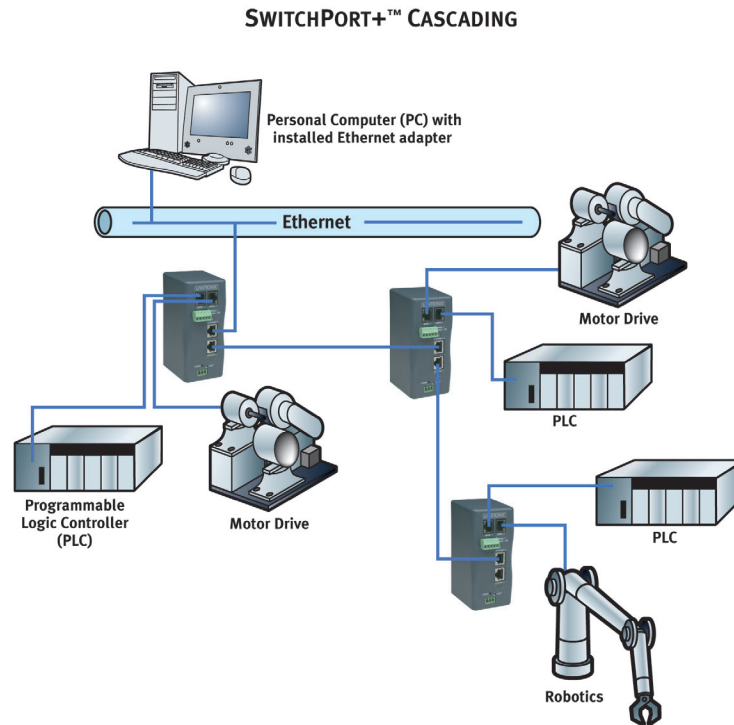 SWITCHPORT+™ CASCADING
Personal Computer (PC) with
installed Ethernet adapter
Ethernet
Motor Drive
PLC
Programmable
Logic Controller
(PLC)
Motor Drive
PLC
Robotics